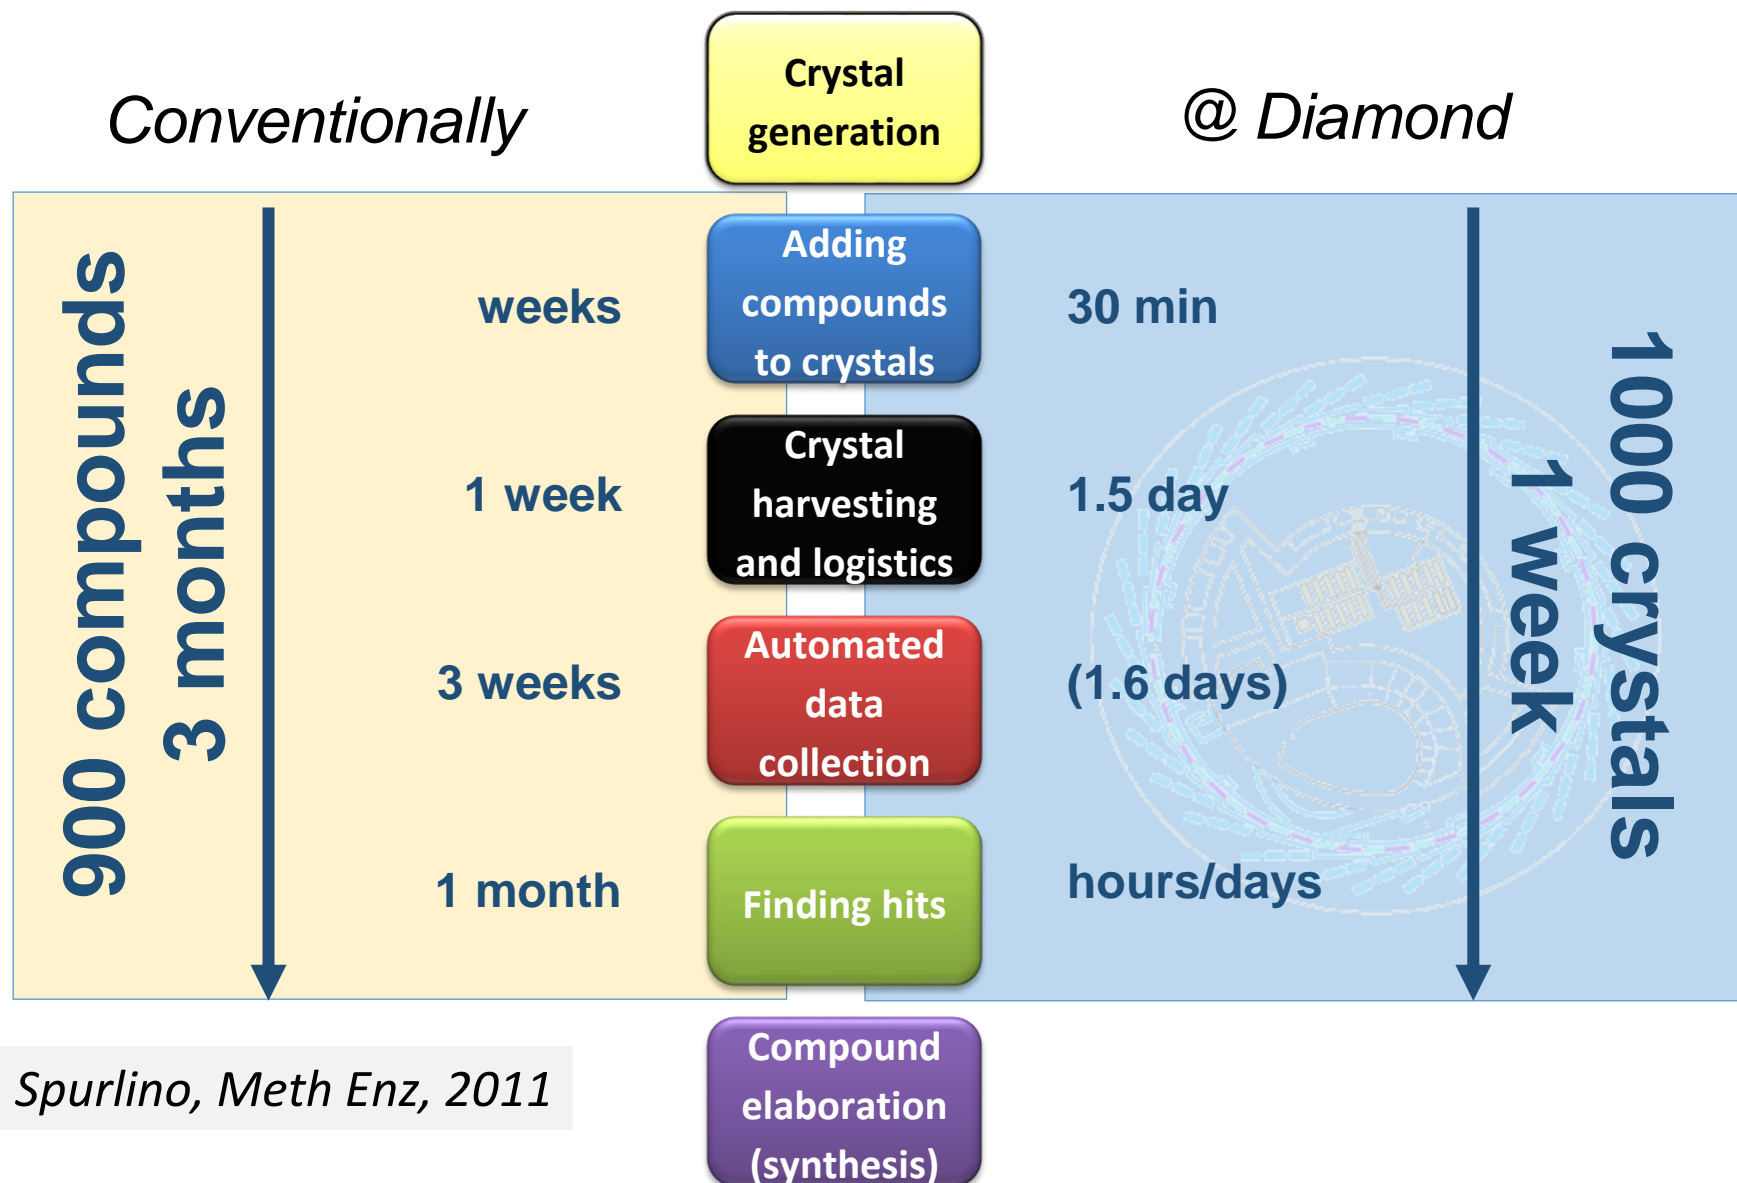 Conventionally
Crystal
generation
@ Diamond
900 compounds
3 months
weeks
Adding
compounds
to crystals
30 min
1 week
Crystal
harvesting
and logistics
1.5 day
3 weeks
Automated
data
collection
(1.6 days)
1 month
Finding hits
hours/days
1000 crystals
1 week
Compound
elaboration
(synthesis)
Spurlino, Meth Enz, 2011